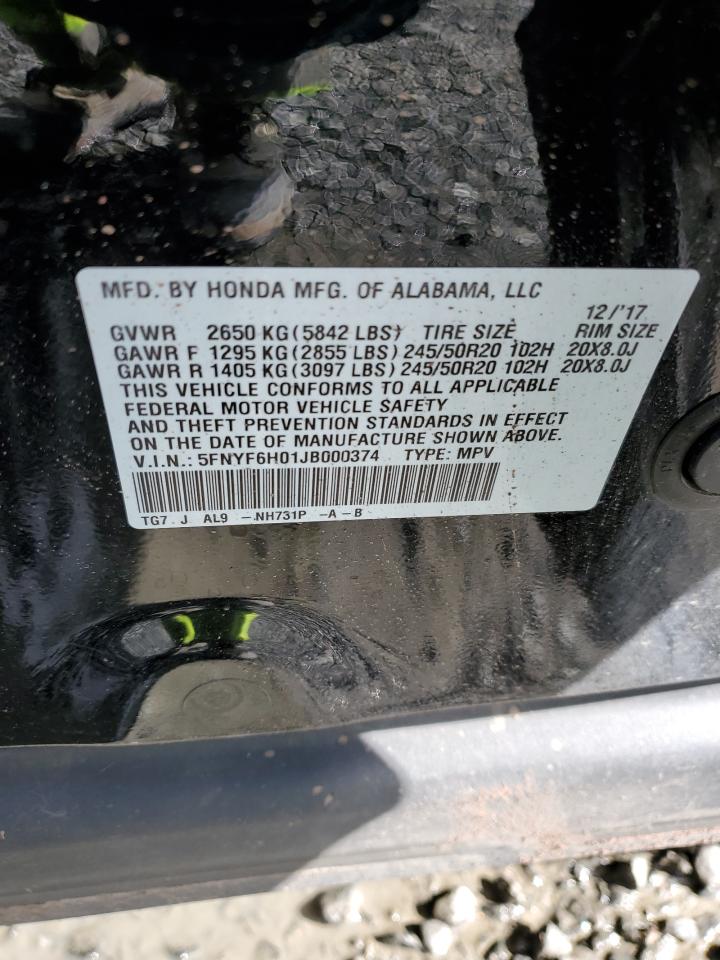 MFD. BY HONDA MFG. OF ALABAMA, LLC
12/'17
GVWR 2650 KG(5842 LBS) TIRE SIZE RIM SIZE
GAWR F 1295 KG(2855 LBS)245/50R20 102H 20X8.0J
GAWR R 1405 KG(3097 LBS)245/50R20 102H 20X8.0J
THIS VEHICLE CONFORMS TO ALL APPLICABLE
FEDERAL MOTOR VEHICLE SAFETY
AND THEFT PREVENTION STANDARDS IN EFFECT
ON THE DATE OF MANUFACTURE SHOWN ABOVE.
V.I.N.: 5FNYF6H01JB000374 TYPE: MPV
TG7 J AL9 -NH731P -A-B